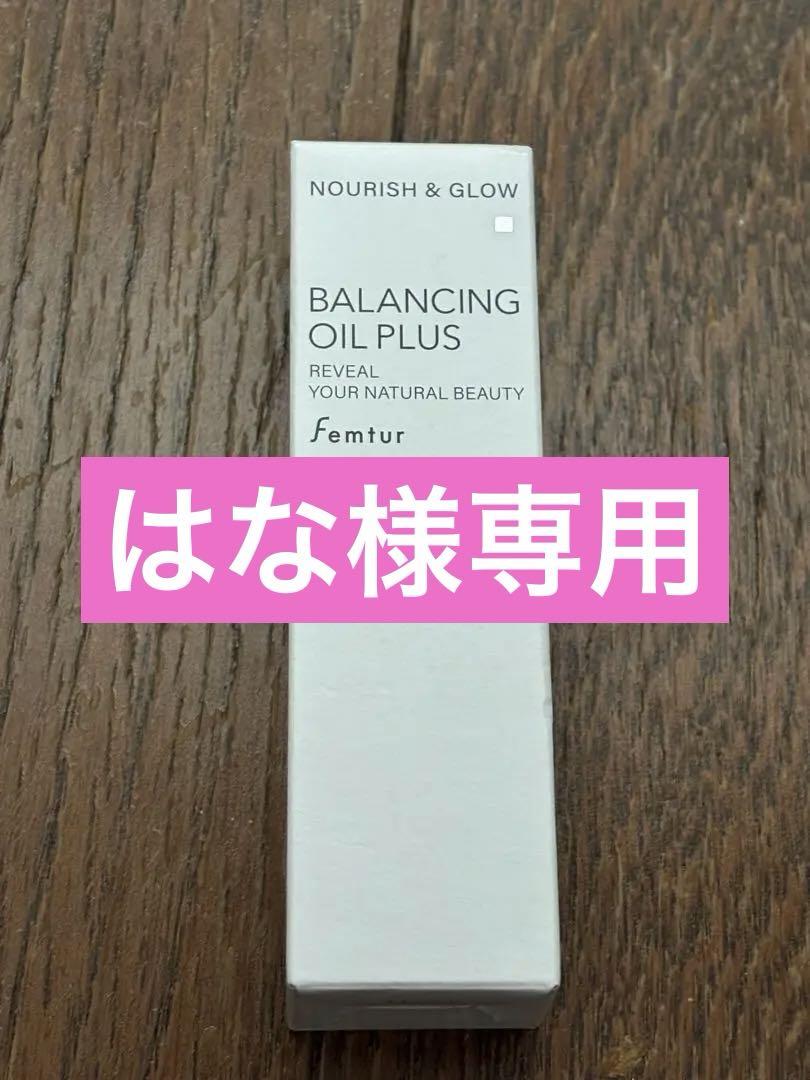 NOURISH & GLOW
BALANCING
OIL PLUS
REVEAL
YOUR NATURAL BEAUTY
Femtur
はな様専用